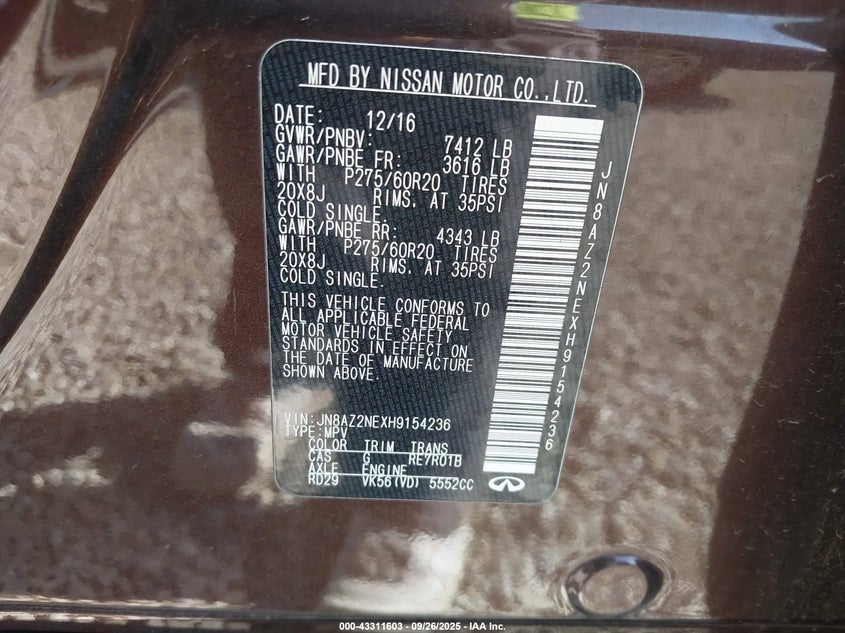 MFD BY NISSAN MOTOR CO.,LTD.
DATE: 12/16
GVWR/PNBV: 7412 LB
GAWR/PNBE FR: 3616 LB
WITH P275/60R20 TIRES
20X8J RIMS, AT 35PSI
COLD SINGLE.
GAWR/PNBE RR: 4343 LB
WITH P275/60R20 TIRES
20X8J RIMS, AT 35PSI
COLD SINGLE.
THIS VEHICLE CONFORMS TO
ALL APPLICABLE FEDERAL
MOTOR VEHICLE SAFETY
STANDARDS IN EFFECT ON
THE DATE OF MANUFACTURE
SHOWN ABOVE.
VIN:JN8AZ2NEXH9154236
TYPE:MPV
COLOR TRIM TRANS
CAS G RE7R01B
AXLE ENGINE
RD29 VK56(VD) 5552CC
JN8AZ2NEXH9154236
000-43311603 - 09/26/2025 - IAA Inc.